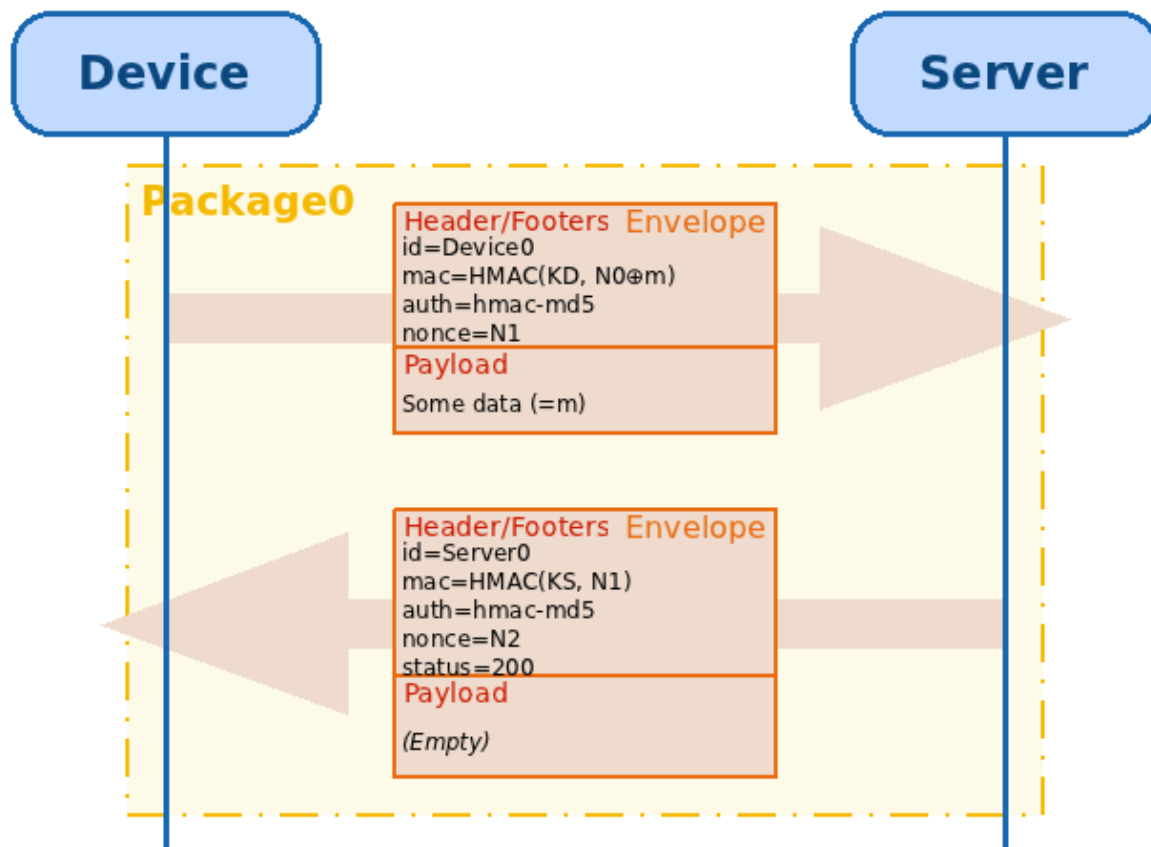 Device
Server
Package0
Header/Footers Envelope
id=Device0
mac=HMAC(KD, N0⊕m)
auth=hmac-md5
nonce=N1
Payload
Some data (=m)
Header/Footers Envelope
id=Server0
mac=HMAC(KS, N1)
auth=hmac-md5
nonce=N2
status=200
Payload
(Empty)